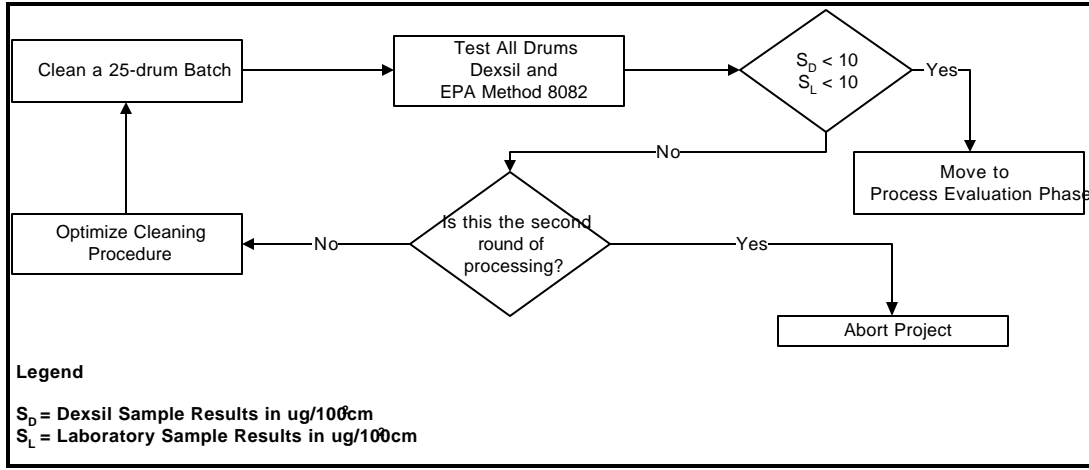 Clean a 25-drum Batch
Test All Drums
Dexsil and
EPA Method 8082
S_D < 10
S_L < 10
Yes
No
Move to
Process Evaluation Phase
Is this the second
round of
processing?
No
Yes
Optimize Cleaning
Procedure
Abort Project
Legend
S_D = Dexsil Sample Results in ug/100cm²
S_L = Laboratory Sample Results in ug/100cm²